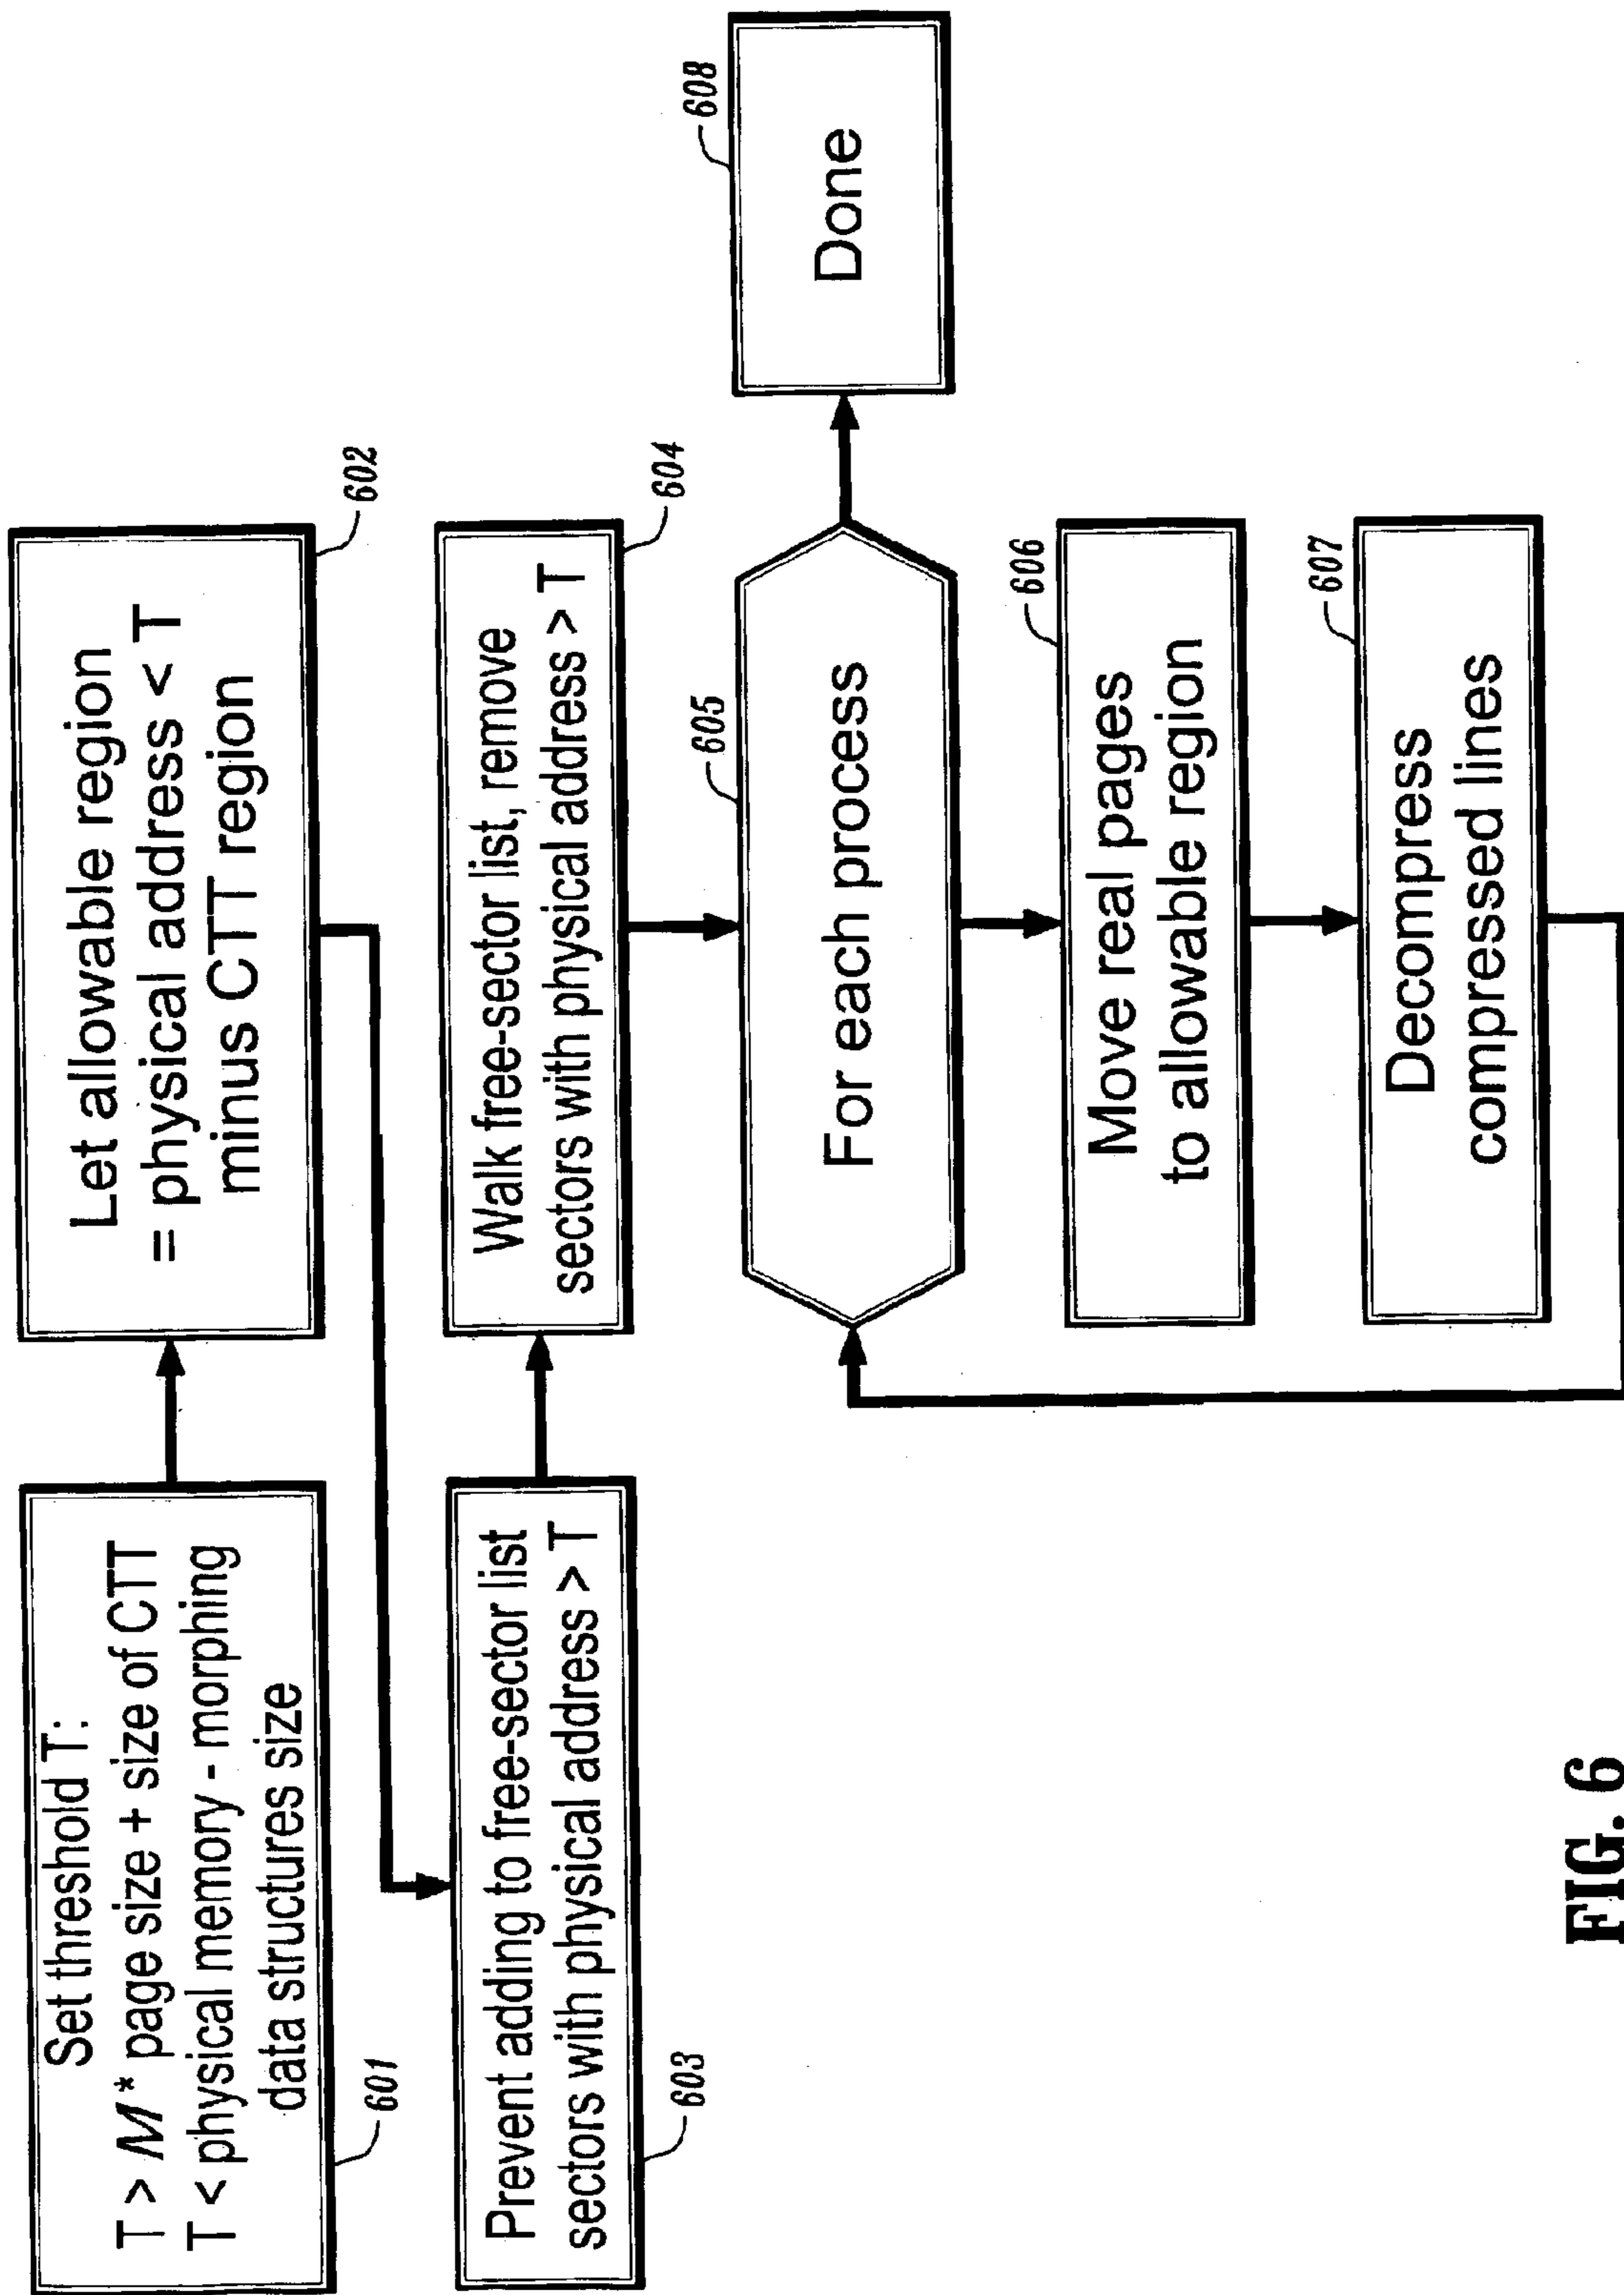 Set threshold T:
T > M* page size + size of CTT
T < physical memory - morphing
data structures size
601
Let allowable region
= physical address < T
minus CTT region
602
Prevent adding to free-sector list
sectors with physical address > T
603
Walk free-sector list, remove
sectors with physical address > T
604
For each process
605
Move real pages
to allowable region
606
Decompress
compressed lines
607
Done
608
FIG. 6